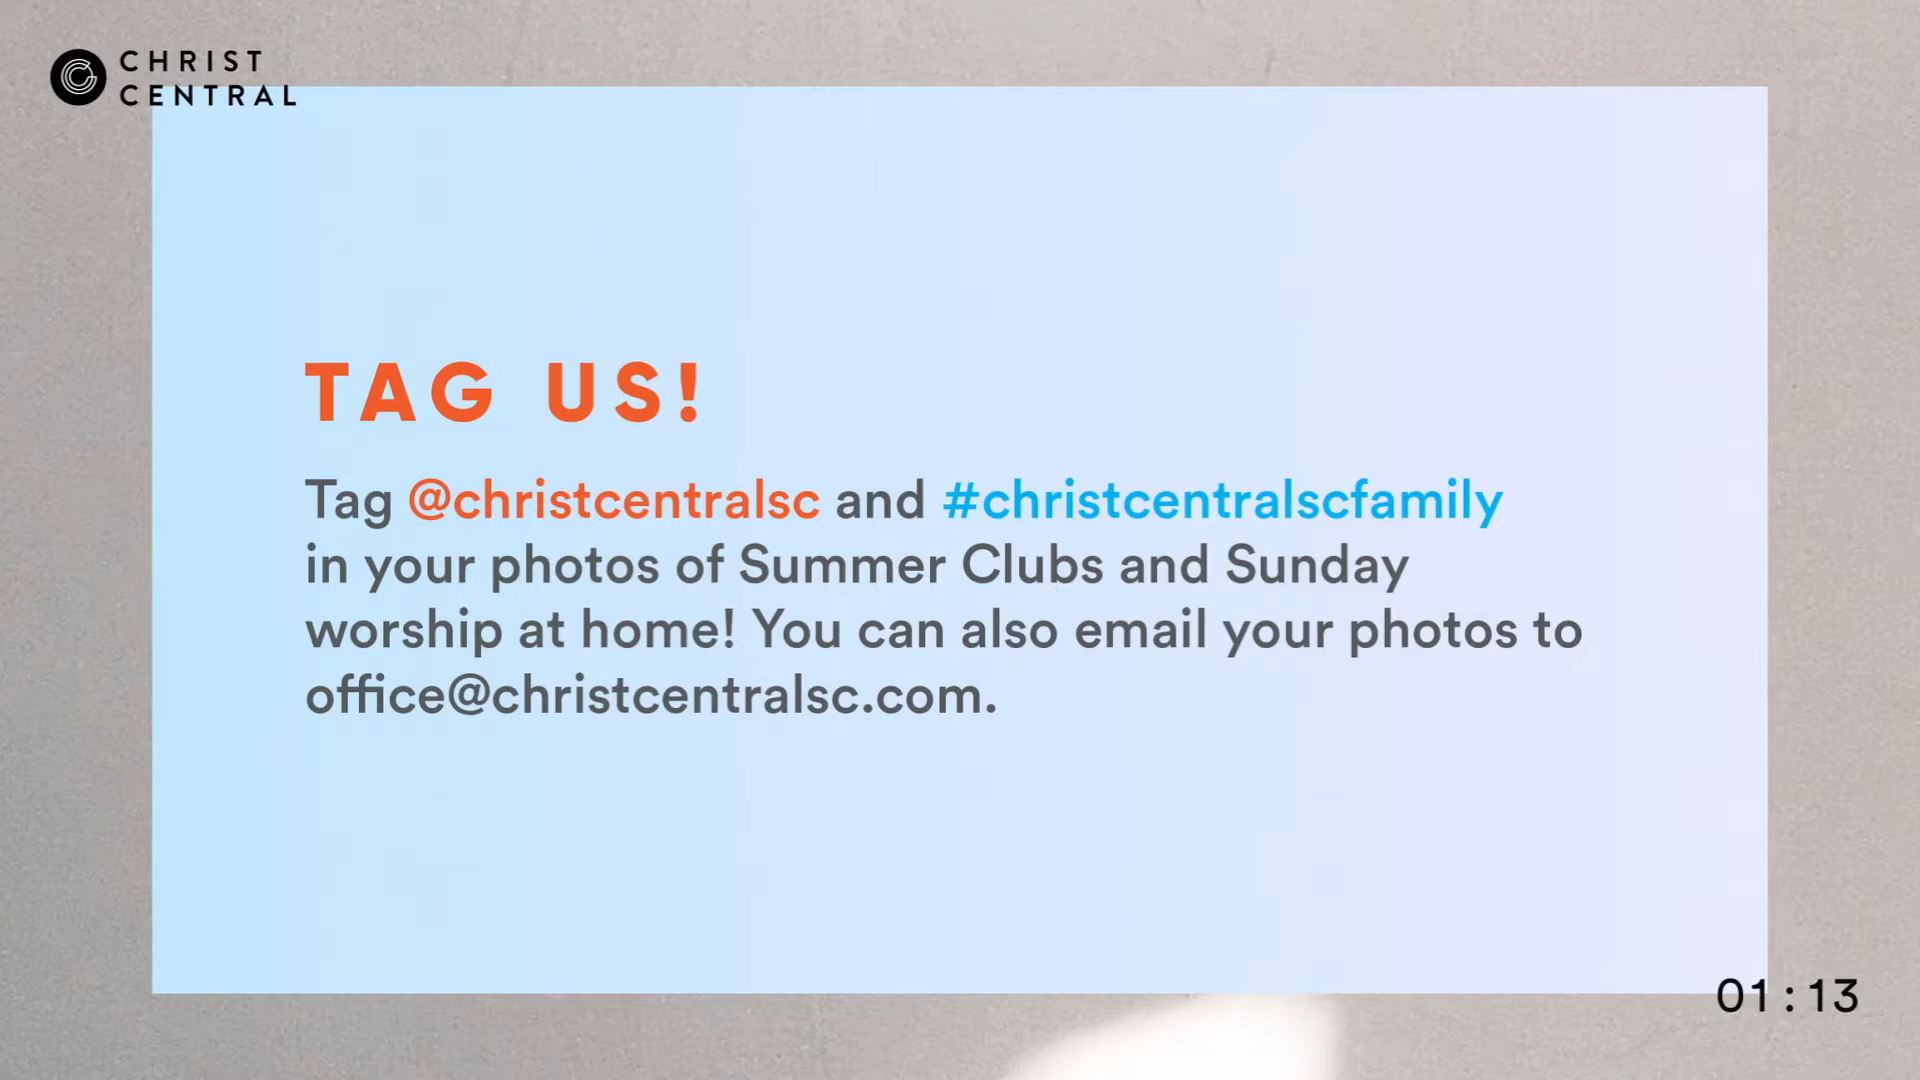 CHRIST
CENTRAL
TAG US!
Tag @christcentralsc and #christcentralscfamily
in your photos of Summer Clubs and Sunday
worship at home! You can also email your photos to
office@christcentralsc.com.
01:13